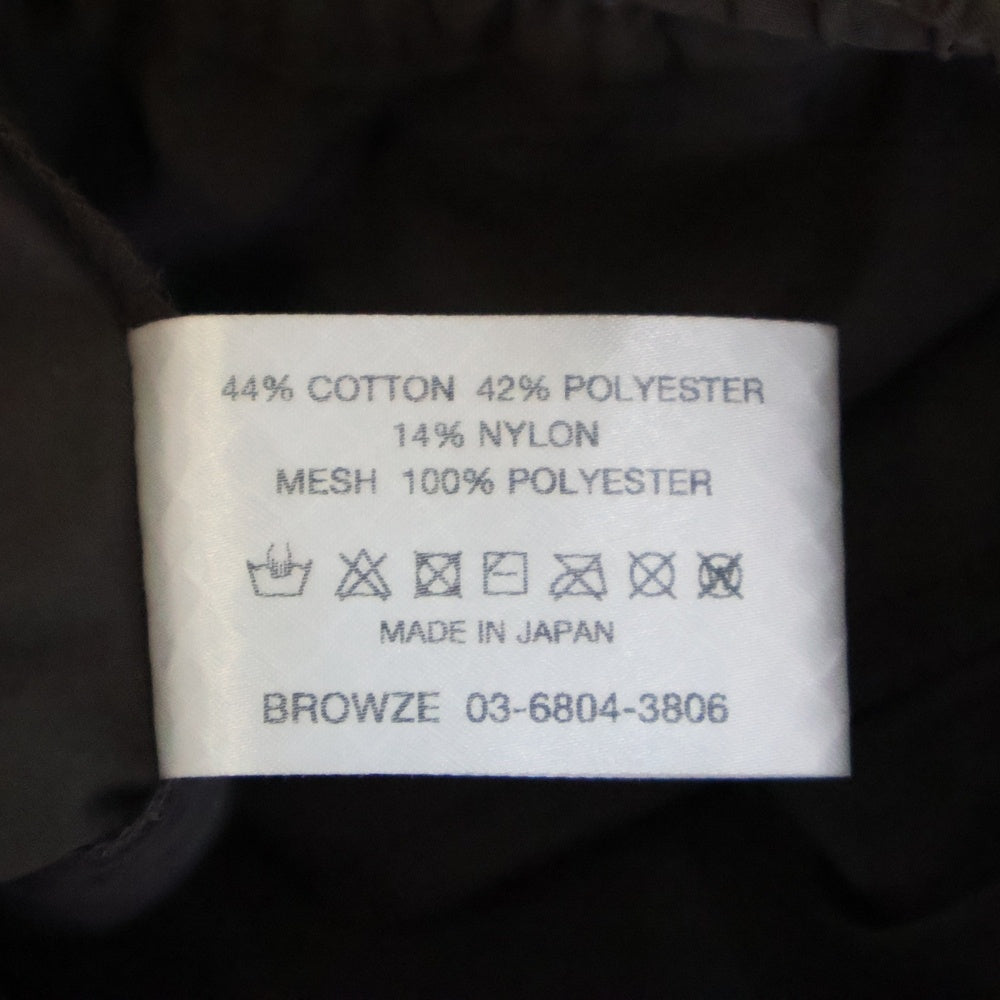 44% COTTON 42% POLYESTER
14% NYLON
MESH 100% POLYESTER
MADE IN JAPAN
BROWZE 03-6804-3806